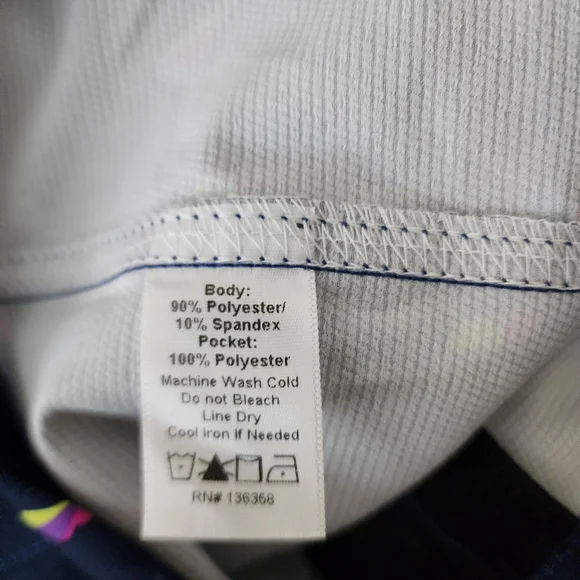 Body:
90% Polyester/
10% Spandex
Pocket:
100% Polyester
Machine Wash Cold
Do not Bleach
Line Dry
Cool Iron If Needed
RN# 136368